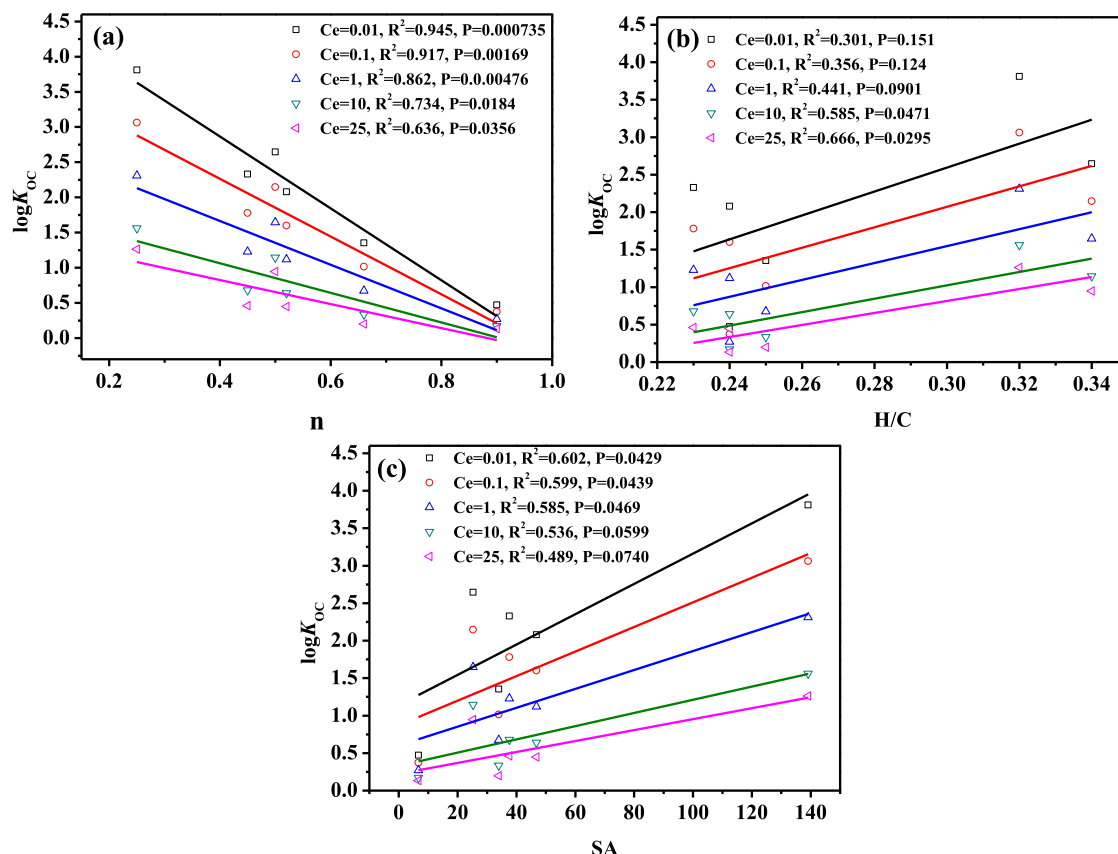 (a)
Ce=0.01, R²=0.945, P=0.000735
Ce=0.1, R²=0.917, P=0.00169
Ce=1, R²=0.862, P=0.0.00476
Ce=10, R²=0.734, P=0.0184
Ce=25, R²=0.636, P=0.0356
4.5
4.0
3.5
3.0
2.5
2.0
1.5
1.0
0.5
0.0
logKOC
0.2
0.4
0.6
0.8
1.0
n
(b)
Ce=0.01, R²=0.301, P=0.151
Ce=0.1, R²=0.356, P=0.124
Ce=1, R²=0.441, P=0.0901
Ce=10, R²=0.585, P=0.0471
Ce=25, R²=0.666, P=0.0295
4.5
4.0
3.5
3.0
2.5
2.0
1.5
1.0
0.5
0.0
logKOC
0.22
0.24
0.26
0.28
0.30
0.32
0.34
H/C
(c)
Ce=0.01, R²=0.602, P=0.0429
Ce=0.1, R²=0.599, P=0.0439
Ce=1, R²=0.585, P=0.0469
Ce=10, R²=0.536, P=0.0599
Ce=25, R²=0.489, P=0.0740
4.5
4.0
3.5
3.0
2.5
2.0
1.5
1.0
0.5
0.0
logKOC
0
20
40
60
80
100
120
140
SA